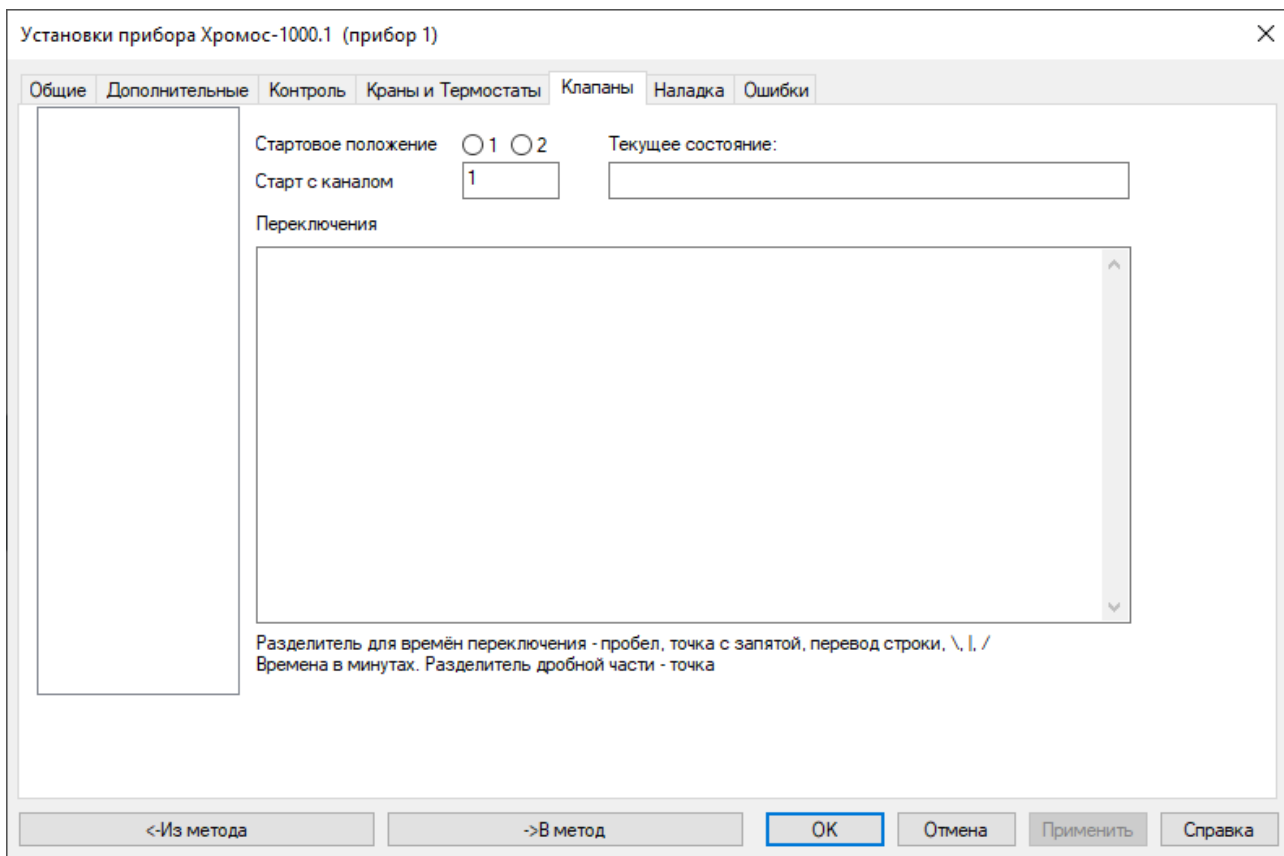 Установки прибора Хромос-1000.1 (прибор 1)
Общие Дополнительные Контроль Краны и Термостаты Клапаны Наладка Ошибки
Стартовое положение 1 2 Текущее состояние:
Старт с каналом 1
Переключения
Разделитель для времён переключения - пробел, точка с запятой, перевод строки, \, |, /
Времена в минутах. Разделитель дробной части - точка
<-Из метода ->В метод OK Отмена Применить Справка